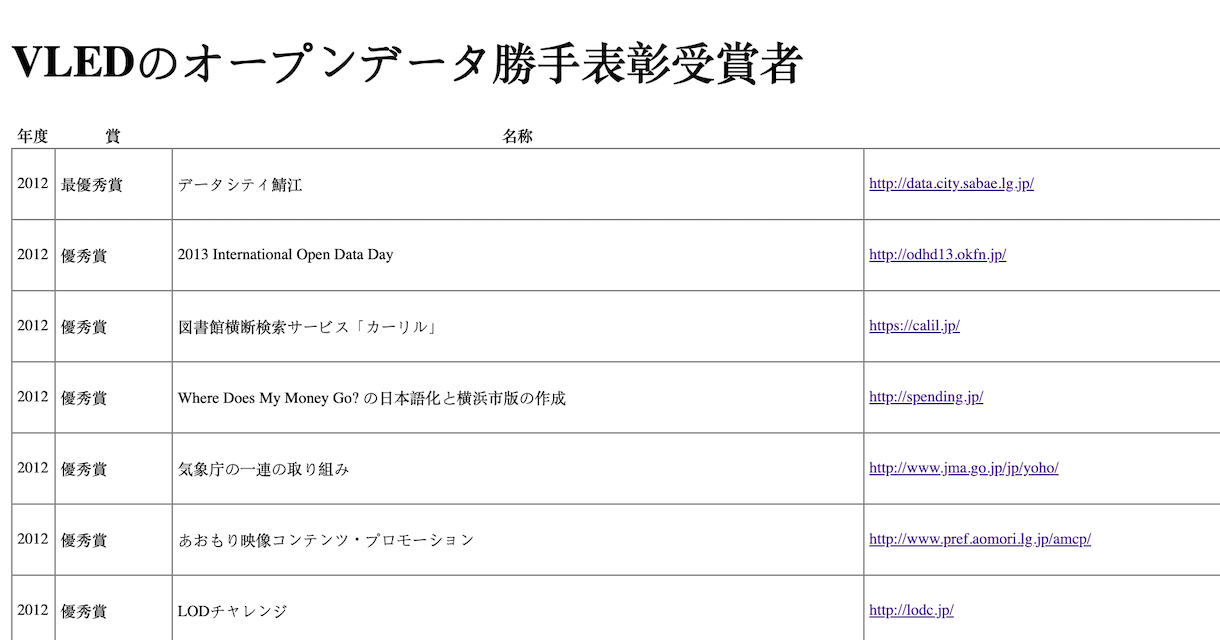 VLEDのオープンデータ勝手表彰受賞者
年度 賞 名称
2012 最優秀賞 データシティ鯖江 http://data.city.sabae.lg.jp/
2012 優秀賞 2013 International Open Data Day http://odhd13.okfn.jp/
2012 優秀賞 図書館横断検索サービス「カーリル」 https://calil.jp/
2012 優秀賞 Where Does My Money Go? の日本語化と横浜市版の作成 http://spending.jp/
2012 優秀賞 気象庁の一連の取り組み http://www.jma.go.jp/jp/yoho/
2012 優秀賞 あおもり映像コンテンツ・プロモーション http://www.pref.aomori.lg.jp/amcp/
2012 優秀賞 LODチャレンジ http://lodc.jp/